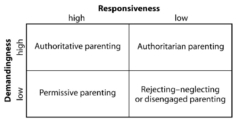 Responsiveness
high low
Demandingness
high
Authoritative parenting Authoritarian parenting
low
Permissive parenting Rejecting–neglecting
or disengaged parenting